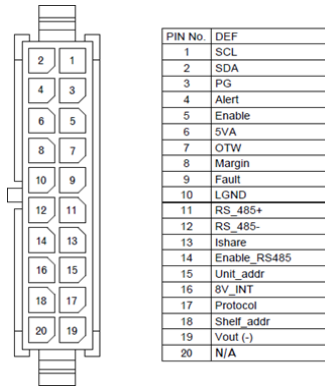 2 1
4 3
6 5
8 7
10 9
12 11
14 13
16 15
18 17
20 19
PIN No. DEF
1 SCL
2 SDA
3 PG
4 Alert
5 Enable
6 5VA
7 OTW
8 Margin
9 Fault
10 LGND
11 RS_485+
12 RS_485-
13 Ishare
14 Enable_RS485
15 Unit_addr
16 8V_INT
17 Protocol
18 Shelf_addr
19 Vout (-)
20 N/A